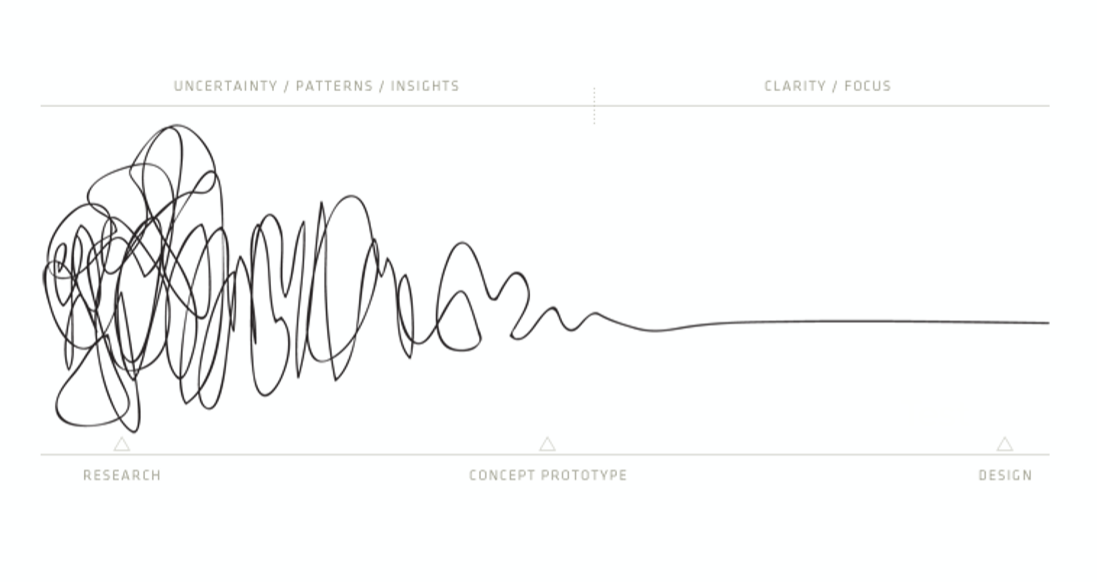 UNCERTAINTY / PATTERNS / INSIGHTS
CLARITY / FOCUS
RESEARCH
CONCEPT PROTOTYPE
DESIGN